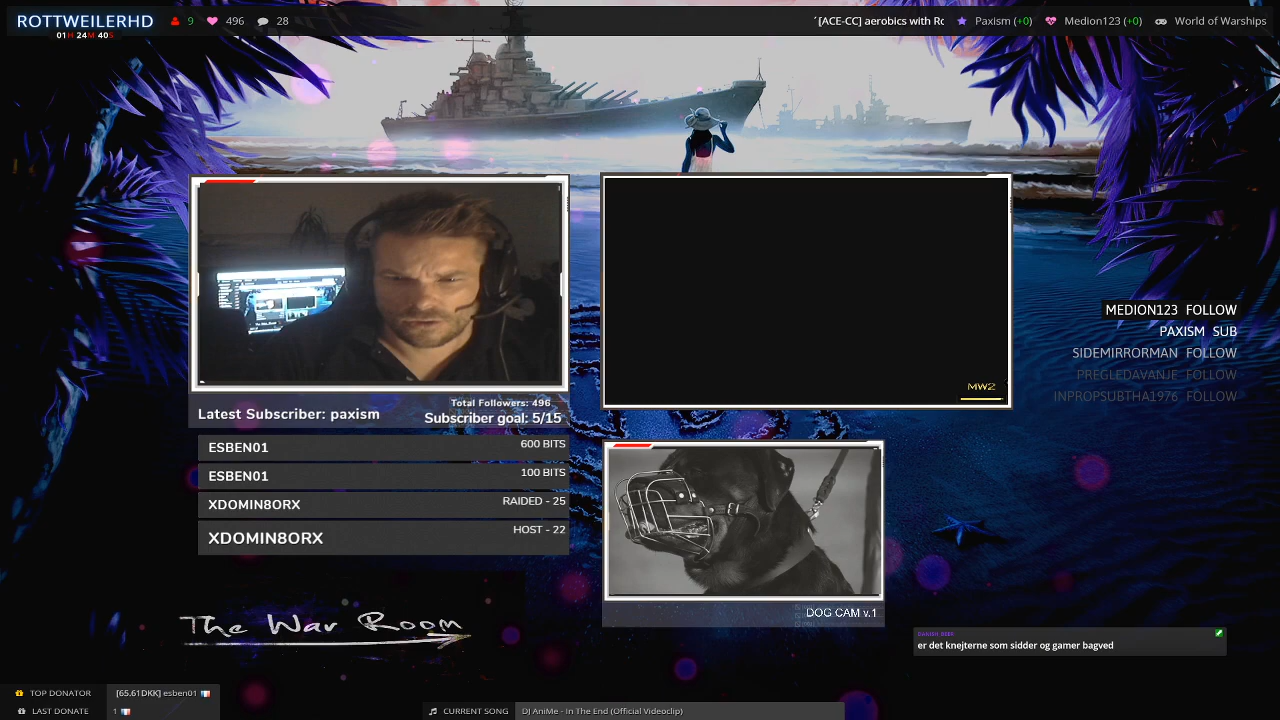 ROTTWEILERHD 9 496 28
´[ACE-CC] aerobics with Ro Paxism (+0) Medion123 (+0) World of Warships
01H 24M 40S
MW2
MEDION123 FOLLOW
PAXISM SUB
SIDEMIRRORMAN FOLLOW
PREGLEDAVANJE FOLLOW
INPROPSUBTHA1976 FOLLOW
Total Followers: 496
Latest Subscriber: paxism
Subscriber goal: 5/15
ESBEN01 600 BITS
ESBEN01 100 BITS
XDOMIN8ORX RAIDED - 25
XDOMIN8ORX HOST - 22
DOG CAM v.1
The War Room
DANISH_BEER
er det knejterne som sidder og gamer bagved
TOP DONATOR [65.61DKK] esben01
LAST DONATE 1
CURRENT SONG DJ AniMe - In The End (Official Videoclip)